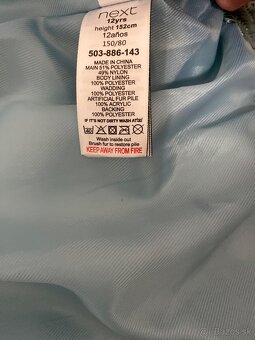 next
12yrs
height 152cm
12años
150/80
503-886-143
MADE IN CHINA
MAIN 51% POLYESTER
49% NYLON
BODY LINING
100% POLYESTER
WADDING
100% POLYESTER
ARTIFICIAL FUR PILE
100% ACRYLIC
BACKING
100% POLYESTER
IF IT'S NOT DIRTY WASH AT 30°
Wash inside out
Brush fur to restore pile
KEEP AWAY FROM FIRE